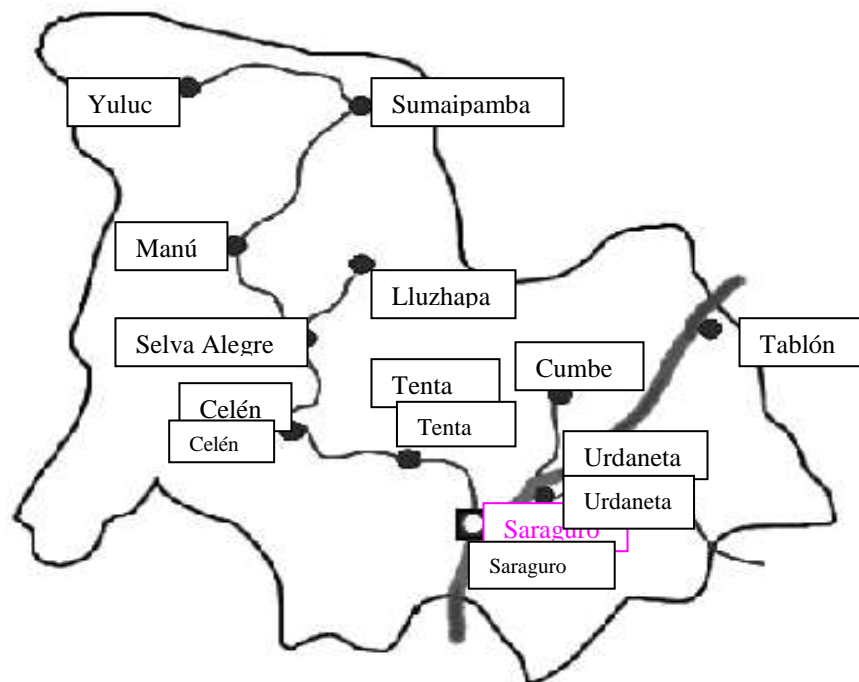 Yuluc
Sumaipamba
Manú
Lluzhapa
Selva Alegre
Tablón
Cumbe
Tenta
Celén
Tenta
Celén
Urdaneta
Urdaneta
Saraguro
Saraguro